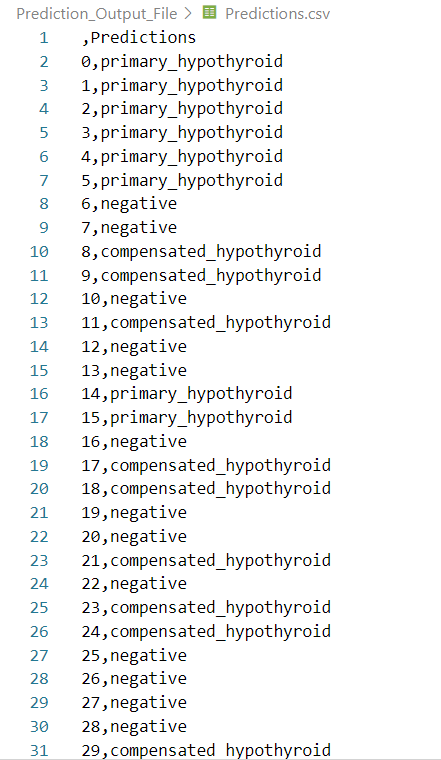 Prediction_Output_File > Predictions.csv
1 ,Predictions
2 0,primary_hypothyroid
3 1,primary_hypothyroid
4 2,primary_hypothyroid
5 3,primary_hypothyroid
6 4,primary_hypothyroid
7 5,primary_hypothyroid
8 6,negative
9 7,negative
10 8,compensated_hypothyroid
11 9,compensated_hypothyroid
12 10,negative
13 11,compensated_hypothyroid
14 12,negative
15 13,negative
16 14,primary_hypothyroid
17 15,primary_hypothyroid
18 16,negative
19 17,compensated_hypothyroid
20 18,compensated_hypothyroid
21 19,negative
22 20,negative
23 21,compensated_hypothyroid
24 22,negative
25 23,compensated_hypothyroid
26 24,compensated_hypothyroid
27 25,negative
28 26,negative
29 27,negative
30 28,negative
31 29,compensated_hypothyroid